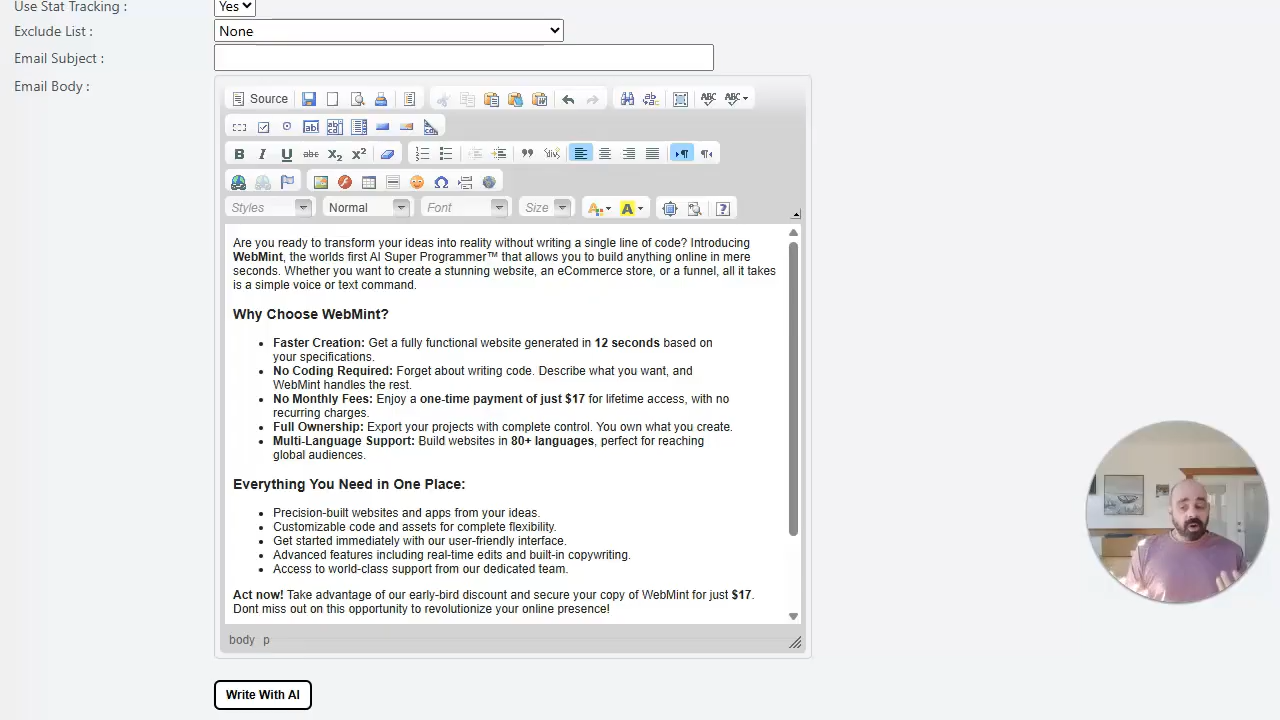 Use Stat Tracking : Yes
Exclude List : None
Email Subject :
Email Body :
Source
Styles Normal Font Size
Are you ready to transform your ideas into reality without writing a single line of code? Introducing
WebMint, the worlds first AI Super Programmer™ that allows you to build anything online in mere
seconds. Whether you want to create a stunning website, an eCommerce store, or a funnel, all it takes
is a simple voice or text command.
Why Choose WebMint?
Faster Creation: Get a fully functional website generated in 12 seconds based on
your specifications.
No Coding Required: Forget about writing code. Describe what you want, and
WebMint handles the rest.
No Monthly Fees: Enjoy a one-time payment of just $17 for lifetime access, with no
recurring charges.
Full Ownership: Export your projects with complete control. You own what you create.
Multi-Language Support: Build websites in 80+ languages, perfect for reaching
global audiences.
Everything You Need in One Place:
Precision-built websites and apps from your ideas.
Customizable code and assets for complete flexibility.
Get started immediately with our user-friendly interface.
Advanced features including real-time edits and built-in copywriting.
Access to world-class support from our dedicated team.
Act now! Take advantage of our early-bird discount and secure your copy of WebMint for just $17.
Dont miss out on this opportunity to revolutionize your online presence!
body p
Write With AI